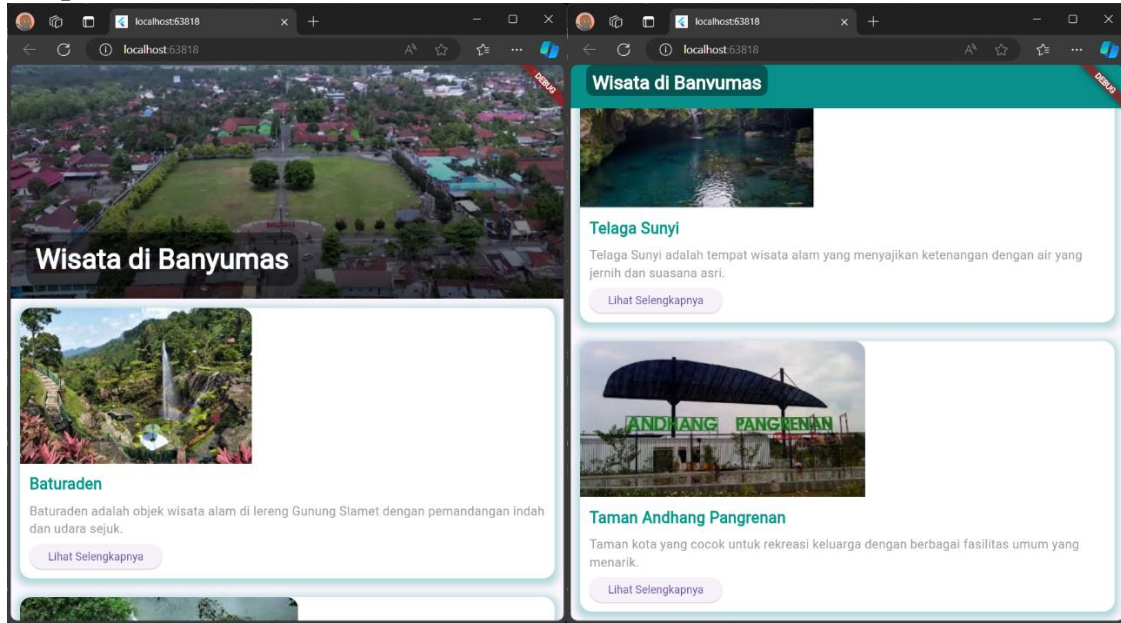 localhost:63818
localhost:63818
DEBUG
Wisata di Banyumas
Baturaden
Baturaden adalah objek wisata alam di lereng Gunung Slamet dengan pemandangan indah
dan udara sejuk.
Lihat Selengkapnya
localhost:63818
localhost:63818
DEBUG
Wisata di Banyumas
Telaga Sunyi
Telaga Sunyi adalah tempat wisata alam yang menyajikan ketenangan dengan air yang
jernih dan suasana asri.
Lihat Selengkapnya
ANDHANG PANGRENAN
Taman Andhang Pangrenan
Taman kota yang cocok untuk rekreasi keluarga dengan berbagai fasilitas umum yang
menarik.
Lihat Selengkapnya